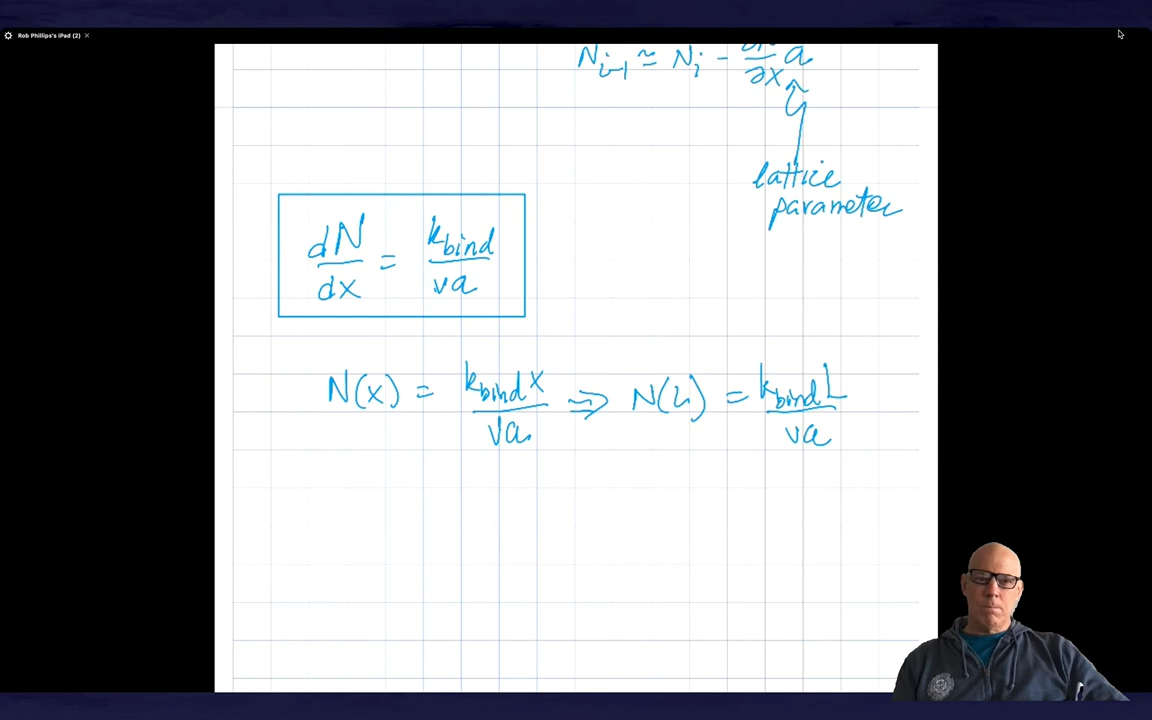 Rob Phillips's iPad (2)
N_{i-1} ≃ N_i − ∂N/∂x a
lattice
parameter
dN/dx = k_bind/va
N(x) = k_bind x/va ⇒ N(L) = k_bind L/va